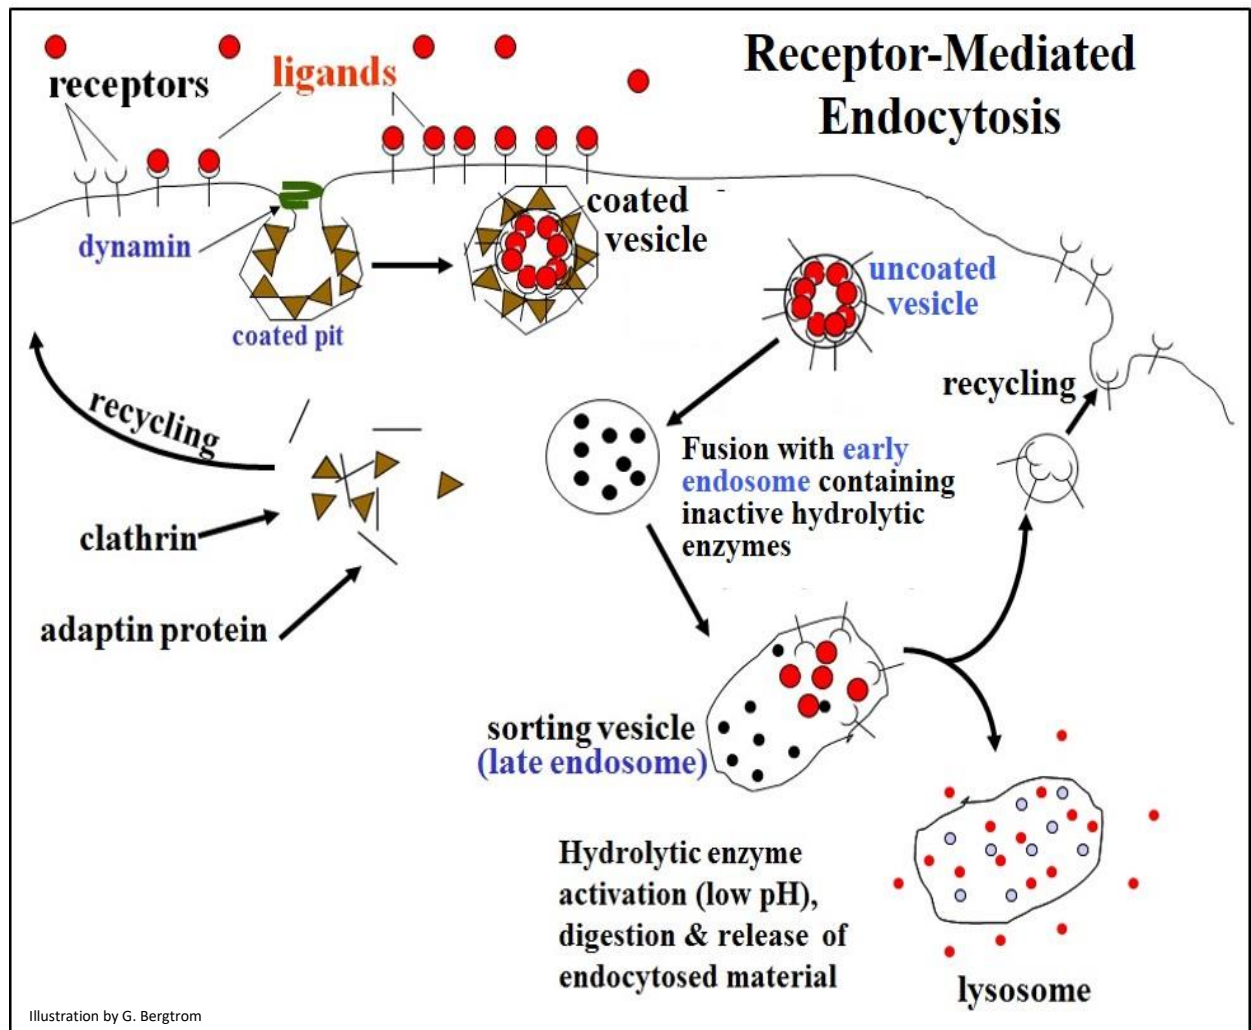 Receptor-Mediated
Endocytosis
receptors
ligands
dynamin
coated pit
coated
vesicle
uncoated
vesicle
recycling
recycling
clathrin
adaptin protein
Fusion with early
endosome containing
inactive hydrolytic
enzymes
sorting vesicle
(late endosome)
Hydrolytic enzyme
activation (low pH),
digestion & release of
endocytosed material
lysosome
Illustration by G. Bergtrom